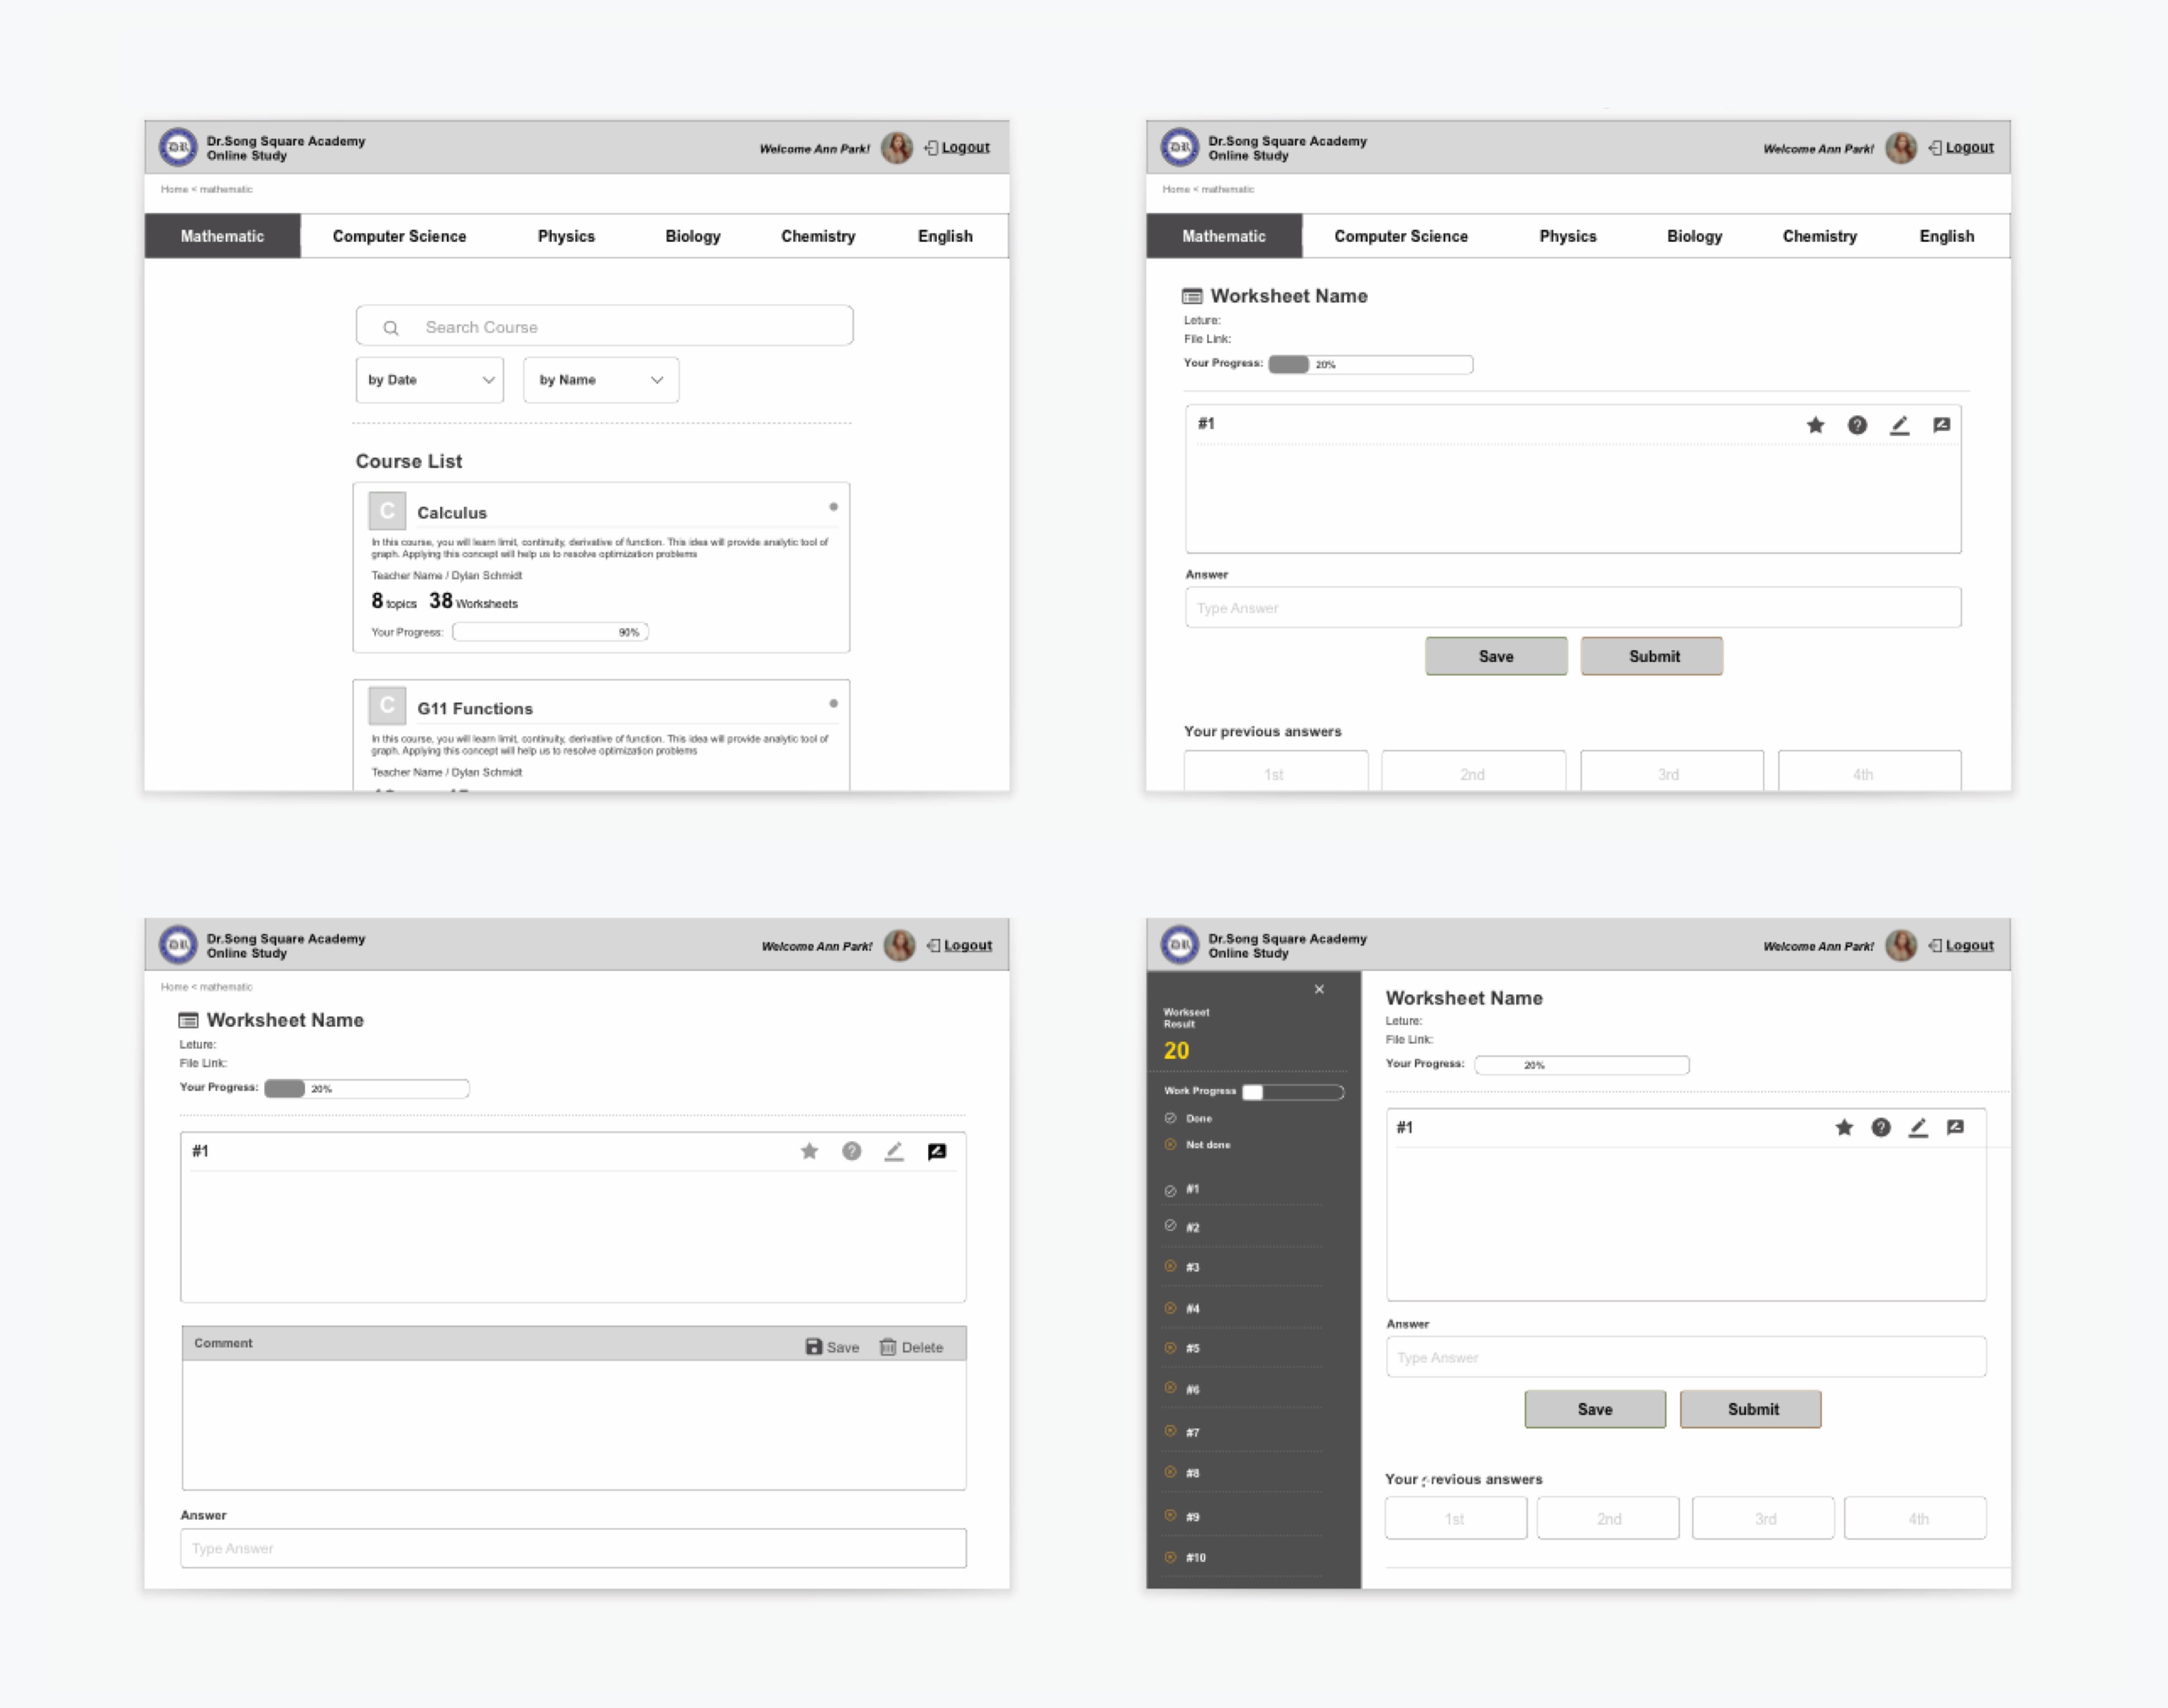 Dr.Song Square Academy
Online Study
Welcome Ann Park!
Logout
Home < mathematic
Mathematic
Computer Science
Physics
Biology
Chemistry
English
Search Course
by Date
by Name
Course List
C
Calculus
In this course, you will learn limit, continuity, derivative of function. This idea will provide analytic tool of
graph. Applying this concept will help us to resolve optimization problems
Teacher Name / Dylan Schmidt
8 topics 38 Worksheets
Your Progress: 90%
C
G11 Functions
In this course, you will learn limit, continuity, derivative of function. This idea will provide analytic tool of
graph. Applying this concept will help us to resolve optimization problems
Teacher Name / Dylan Schmidt
Dr.Song Square Academy
Online Study
Welcome Ann Park!
Logout
Home < mathematic
Mathematic
Computer Science
Physics
Biology
Chemistry
English
Worksheet Name
Leture:
File Link:
Your Progress: 20%
#1
Answer
Type Answer
Save
Submit
Your previous answers
1st
2nd
3rd
4th
Dr.Song Square Academy
Online Study
Welcome Ann Park!
Logout
Home < mathematic
Worksheet Name
Leture:
File Link:
Your Progress: 20%
#1
Comment
Save
Delete
Answer
Type Answer
Dr.Song Square Academy
Online Study
Welcome Ann Park!
Logout
Workseet
Result
20
Work Progress
Done
Not done
#1
#2
#3
#4
#5
#6
#7
#8
#9
#10
Worksheet Name
Leture:
File Link:
Your Progress: 20%
#1
Answer
Type Answer
Save
Submit
Your previous answers
1st
2nd
3rd
4th